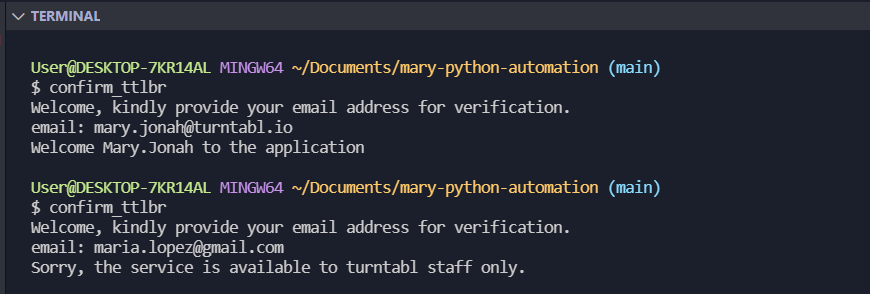 TERMINAL
User@DESKTOP-7KR14AL MINGW64 ~/Documents/mary-python-automation (main)
$ confirm_ttlbr
Welcome, kindly provide your email address for verification.
email: mary.jonah@turntabl.io
Welcome Mary.Jonah to the application
User@DESKTOP-7KR14AL MINGW64 ~/Documents/mary-python-automation (main)
$ confirm_ttlbr
Welcome, kindly provide your email address for verification.
email: maria.lopez@gmail.com
Sorry, the service is available to turntabl staff only.